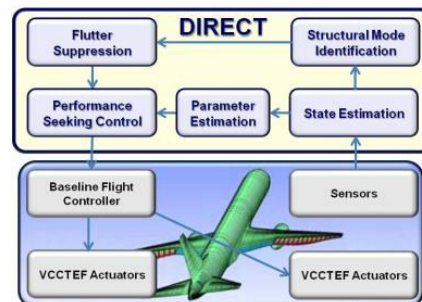 DIRECT
Flutter
Suppression
Structural Mode
Identification
Performance
Seeking Control
Parameter
Estimation
State Estimation
Baseline Flight
Controller
Sensors
VCCTEF Actuators
VCCTEF Actuators